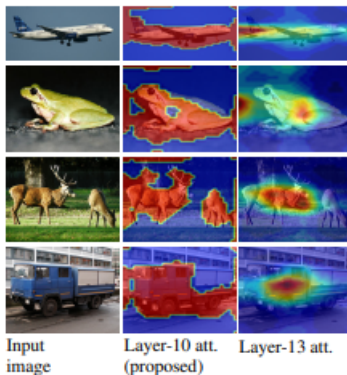 Input
image
Layer-10 att.
(proposed)
Layer-13 att.